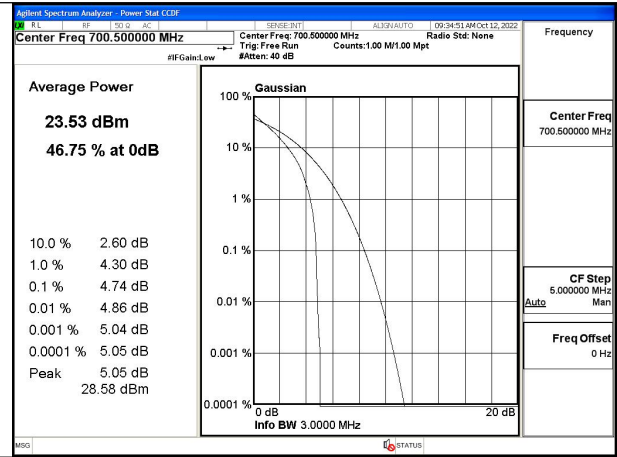 Agilent Spectrum Analyzer - Power Stat CCDF
RL RF 50 Ω AC SENSE:INT ALIGN AUTO 09:34:51 AM Oct 12, 2022
Center Freq 700.500000 MHz
Center Freq: 700.500000 MHz Radio Std: None
Trig: Free Run Counts:1.00 M/1.00 Mpt
#IFGain:Low #Atten: 40 dB
Frequency
Average Power
23.53 dBm
46.75 % at 0dB
10.0 % 2.60 dB
1.0 % 4.30 dB
0.1 % 4.74 dB
0.01 % 4.86 dB
0.001 % 5.04 dB
0.0001 % 5.05 dB
Peak 5.05 dB
28.58 dBm
Gaussian
100 %
10 %
1 %
0.1 %
0.01 %
0.001 %
0.0001 %
0 dB 20 dB
Info BW 3.0000 MHz
Center Freq
700.500000 MHz
CF Step
5.000000 MHz
Auto Man
Freq Offset
0 Hz
MSG STATUS